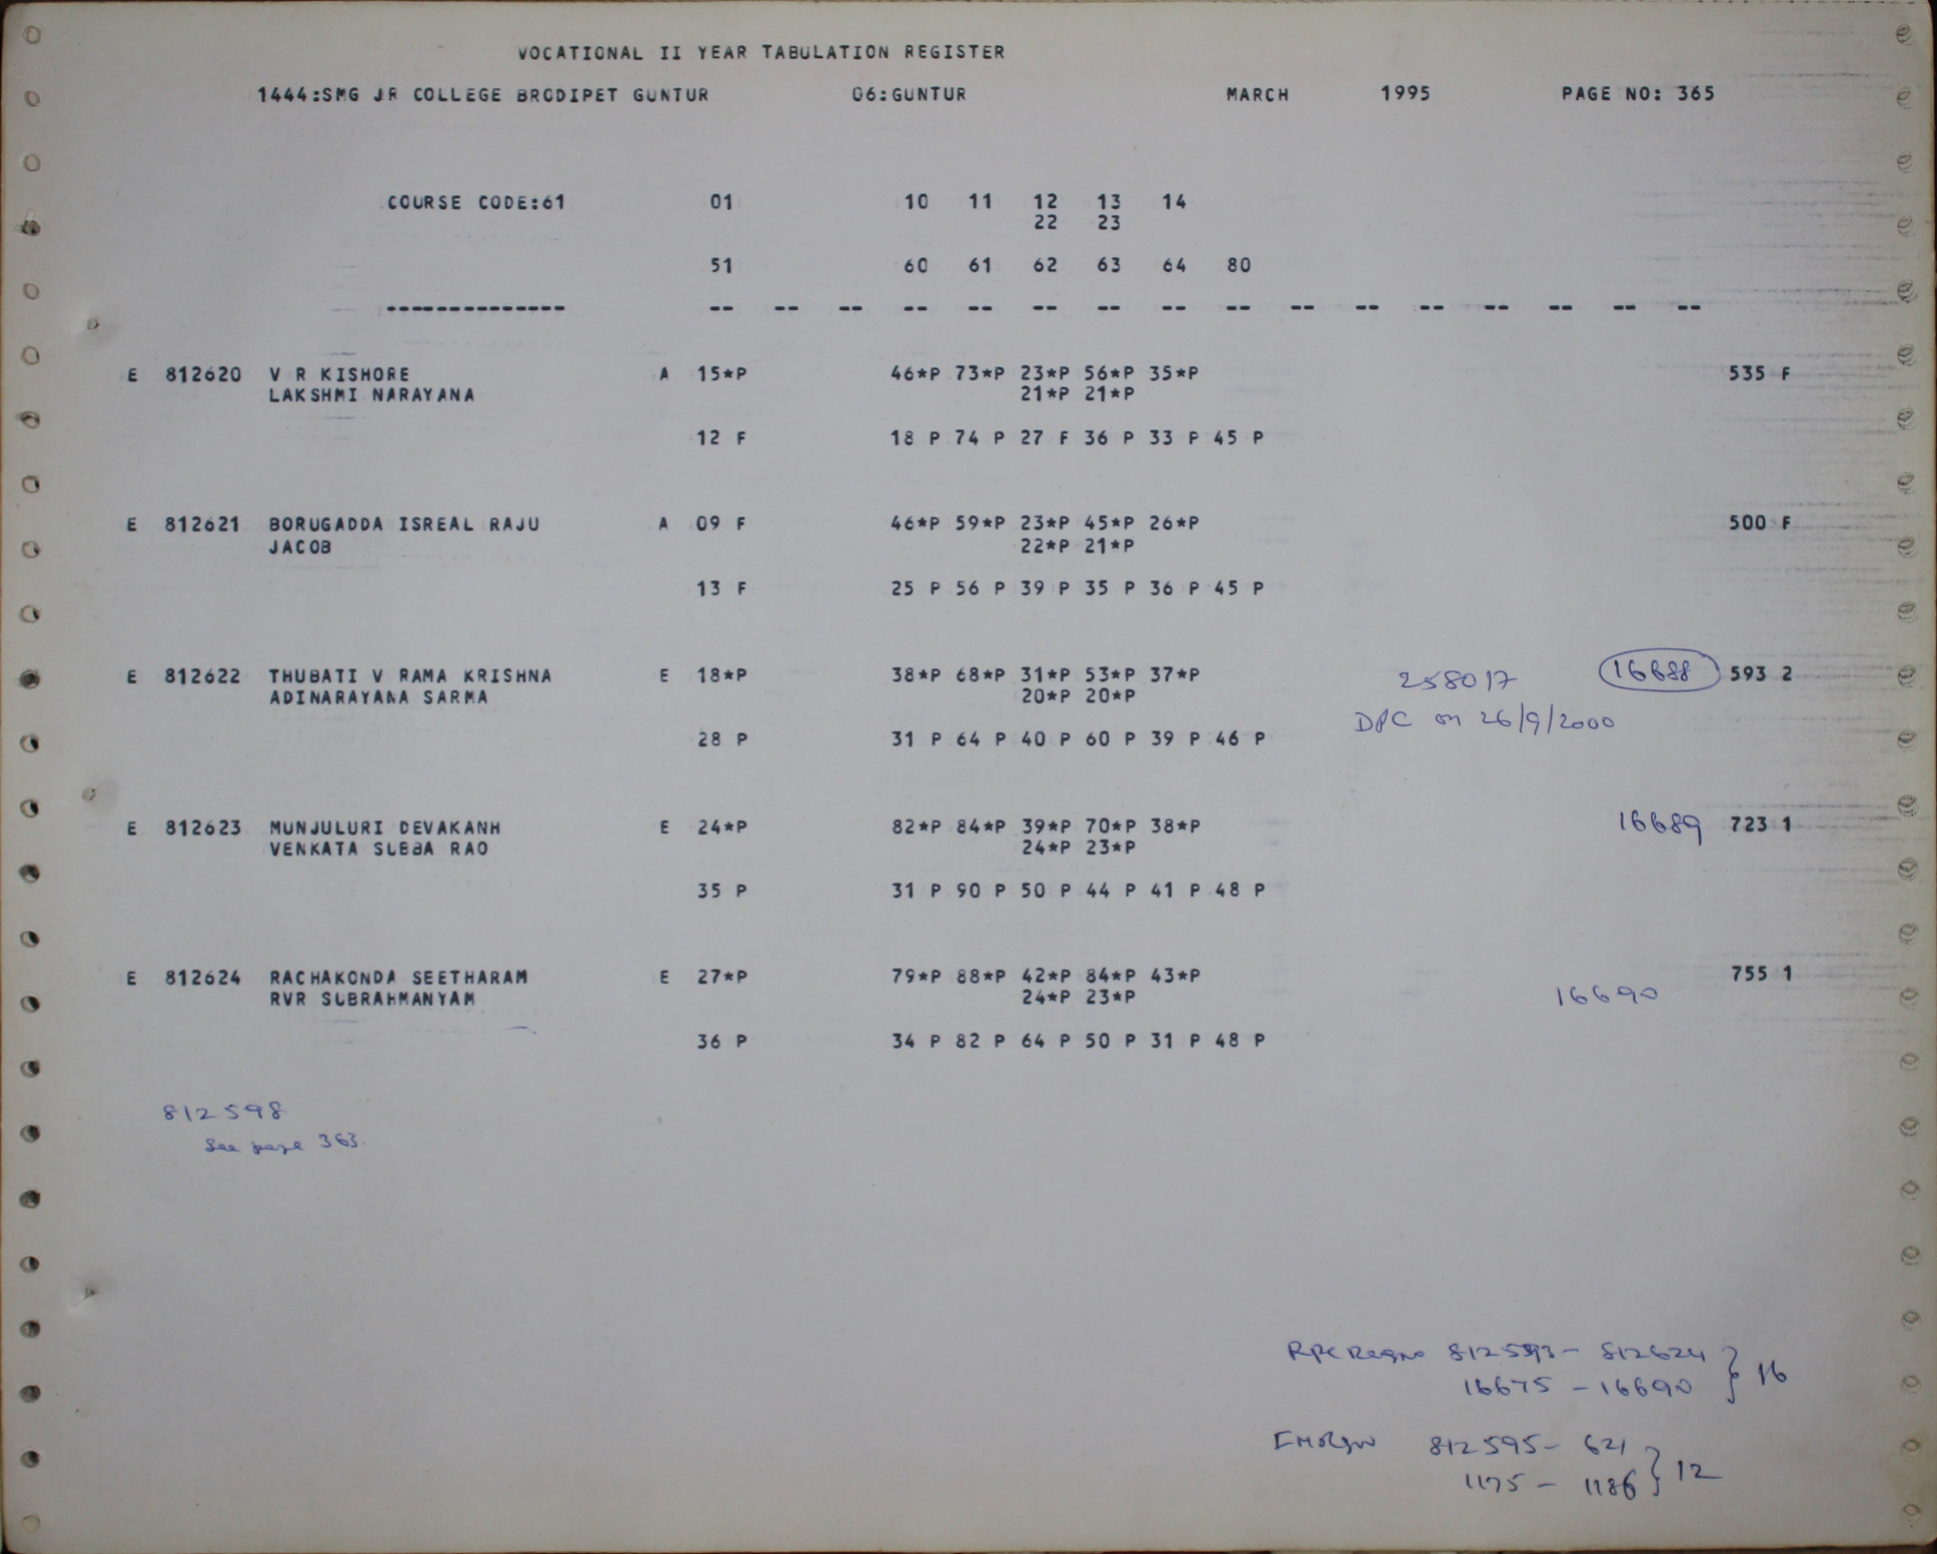 VOCATIONAL II YEAR TABULATION REGISTER
1444:SMG JR COLLEGE BRODIPET GUNTUR 06:GUNTUR MARCH 1995 PAGE NO: 365
COURSE CODE:61 01 10 11 12 13 14
22 23
51 60 61 62 63 64 80
-------------- -- -- -- -- -- -- -- -- -- -- -- -- -- -- -- --
E 812620 V R KISHORE A 15*P 46*P 73*P 23*P 56*P 35*P 535 F
LAKSHMI NARAYANA 21*P 21*P
12 F 18 P 74 P 27 F 36 P 33 P 45 P
E 812621 BORUGADDA ISREAL RAJU A 09 F 46*P 59*P 23*P 45*P 26*P 500 F
JACOB 22*P 21*P
13 F 25 P 56 P 39 P 35 P 36 P 45 P
E 812622 THUBATI V RAMA KRISHNA E 18*P 38*P 68*P 31*P 53*P 37*P 258017 16688 593 2
ADINARAYANA SARMA 20*P 20*P DPC on 26/9/2000
28 P 31 P 64 P 40 P 60 P 39 P 46 P
E 812623 MUNJULURI DEVAKANH E 24*P 82*P 84*P 39*P 70*P 38*P 16689 723 1
VENKATA SUBBA RAO 24*P 23*P
35 P 31 P 90 P 50 P 44 P 41 P 48 P
E 812624 RACHAKONDA SEETHARAM E 27*P 79*P 88*P 42*P 84*P 43*P 755 1
RVR SUBRAHMANYAM 24*P 23*P 16690
36 P 34 P 82 P 64 P 50 P 31 P 48 P
812598
See page 363.
812593 - 812624 } 16
16675 - 16690
812595 - 621 } 12
1175 - 1186